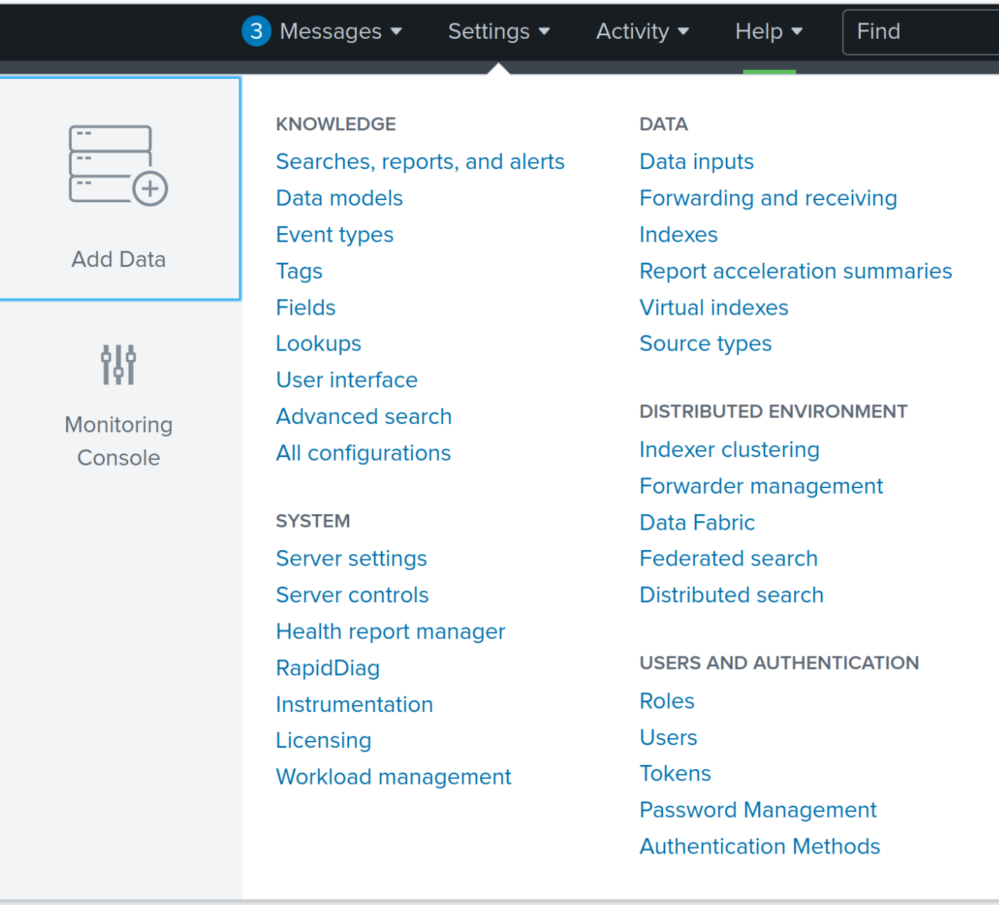 3 Messages Settings Activity Help Find
Add Data
Monitoring
Console
KNOWLEDGE
Searches, reports, and alerts
Data models
Event types
Tags
Fields
Lookups
User interface
Advanced search
All configurations
SYSTEM
Server settings
Server controls
Health report manager
RapidDiag
Instrumentation
Licensing
Workload management
DATA
Data inputs
Forwarding and receiving
Indexes
Report acceleration summaries
Virtual indexes
Source types
DISTRIBUTED ENVIRONMENT
Indexer clustering
Forwarder management
Data Fabric
Federated search
Distributed search
USERS AND AUTHENTICATION
Roles
Users
Tokens
Password Management
Authentication Methods